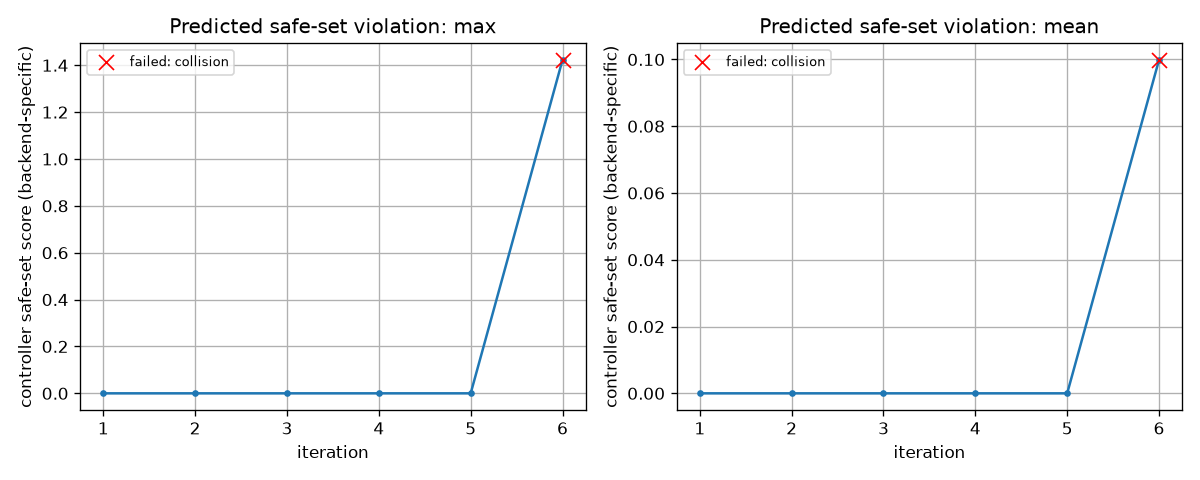 Predicted safe-set violation: max
controller safe-set score (backend-specific)
failed: collision
1.4
1.2
1.0
0.8
0.6
0.4
0.2
0.0
1 2 3 4 5 6
iteration
Predicted safe-set violation: mean
controller safe-set score (backend-specific)
failed: collision
0.10
0.08
0.06
0.04
0.02
0.00
1 2 3 4 5 6
iteration